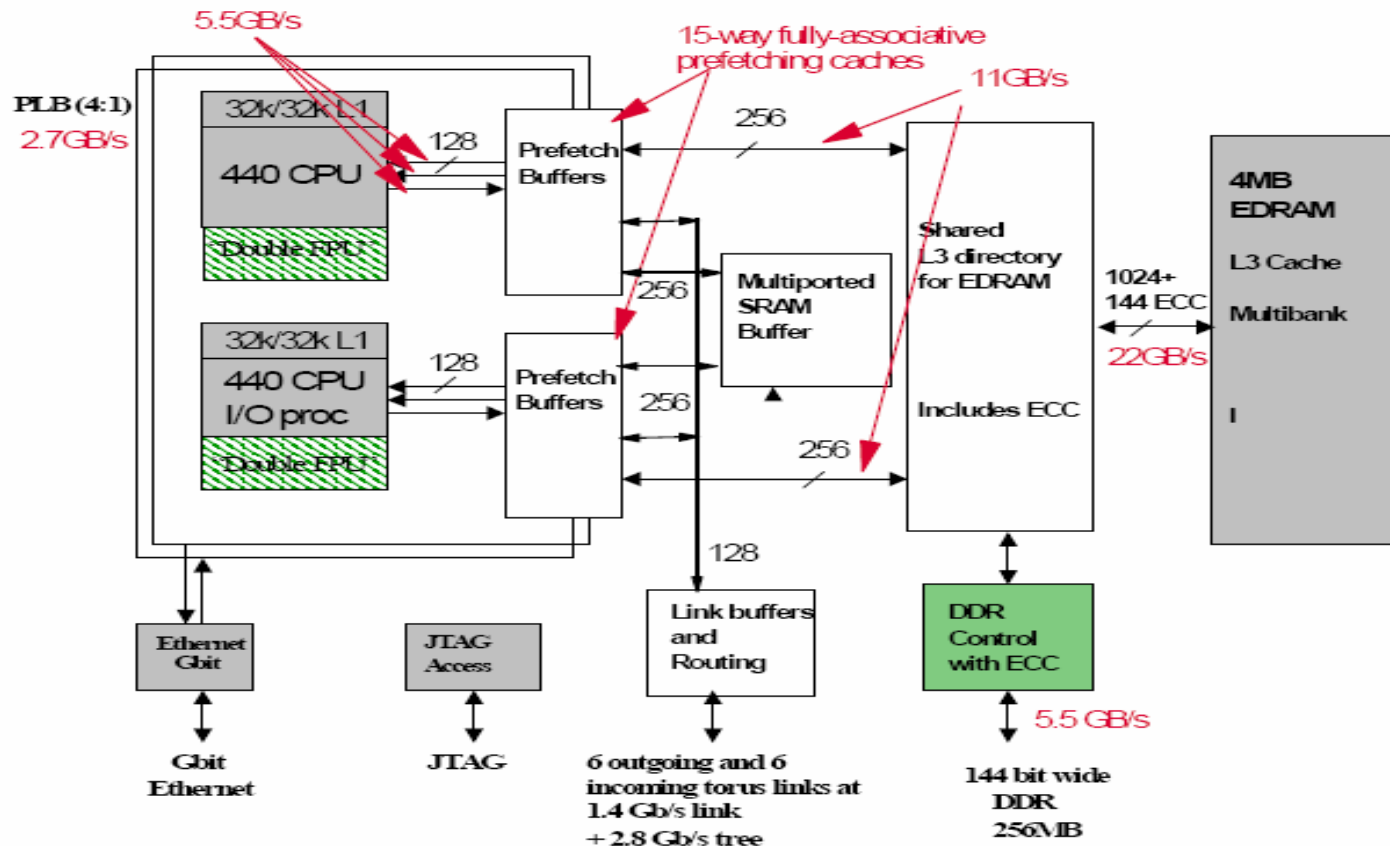 5.5GB/s
15-way fully-associative
prefetching caches
11GB/s
PLB (4:1)
2.7GB/s
32k/32k L1
440 CPU
"Double FPU"
128
Prefetch
Buffers
256
256
Multiported
SRAM
Buffer
Shared
L3 directory
for EDRAM
Includes ECC
1024+
144 ECC
22GB/s
4MB
EDRAM
L3 Cache
Multibank
I
32k/32k L1
440 CPU
I/O proc
"Double FPU"
128
Prefetch
Buffers
256
256
128
Ethernet
Gbit
JTAG
Access
Link buffers
and
Routing
DDR
Control
with ECC
5.5 GB/s
Gbit
Ethernet
JTAG
6 outgoing and 6
incoming torus links at
1.4 Gb/s link
+ 2.8 Gb/s tree
144 bit wide
DDR
256MB